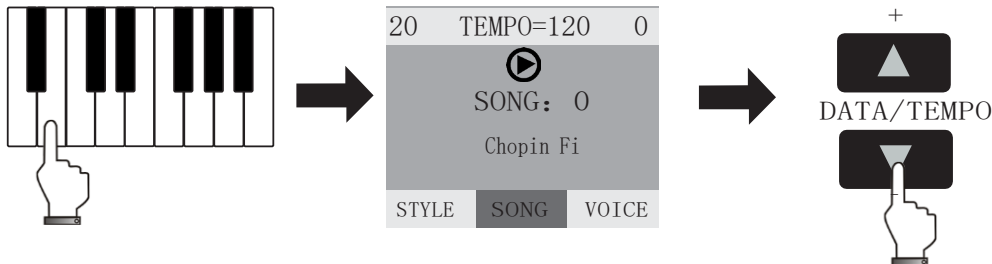 20 TEMPO=120 0
SONG: 0
Chopin Fi
STYLE SONG VOICE
+
DATA/TEMPO
-